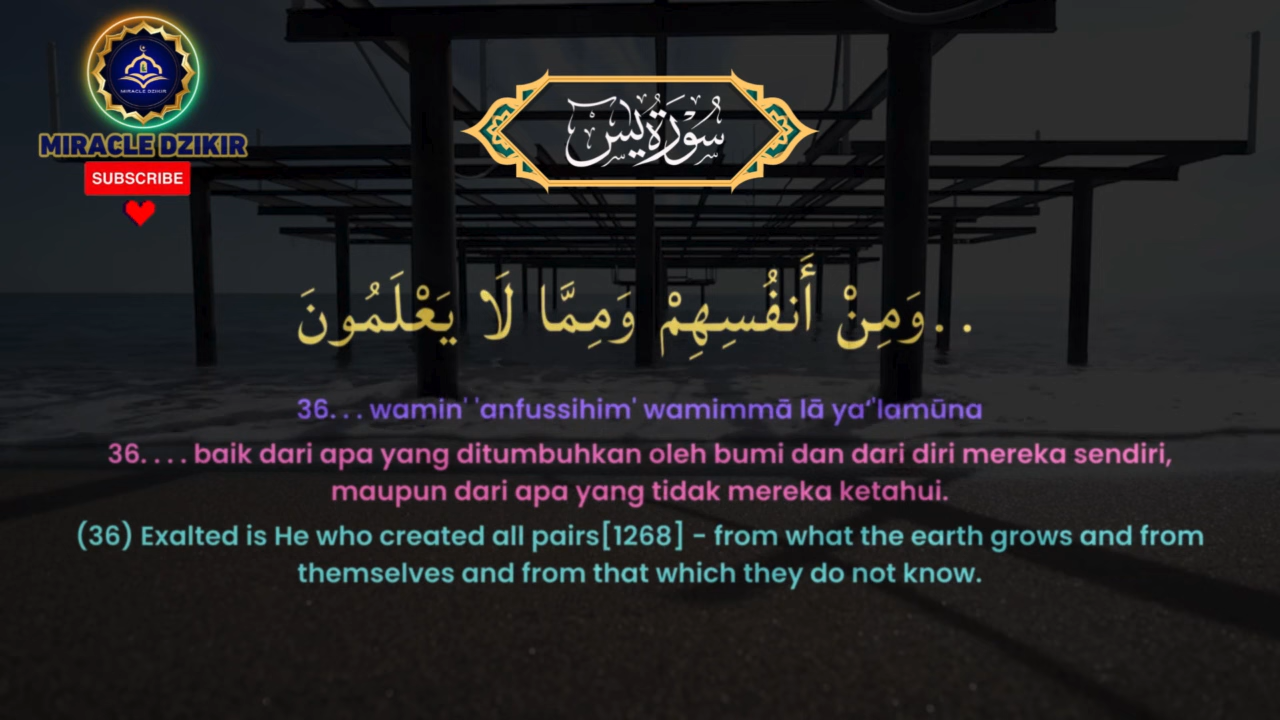 MIRACLE DZIKIR
MIRACLE DZIKIR
SUBSCRIBE
سُوْرَةُ يس
. . وَمِنْ أَنفُسِهِمْ وَمِمَّا لَا يَعْلَمُونَ
36. . . wamin' 'anfussihim' wamimmā lā ya‘'lamūna
36. . . . baik dari apa yang ditumbuhkan oleh bumi dan dari diri mereka sendiri,
maupun dari apa yang tidak mereka ketahui.
(36) Exalted is He who created all pairs[1268] - from what the earth grows and from
themselves and from that which they do not know.